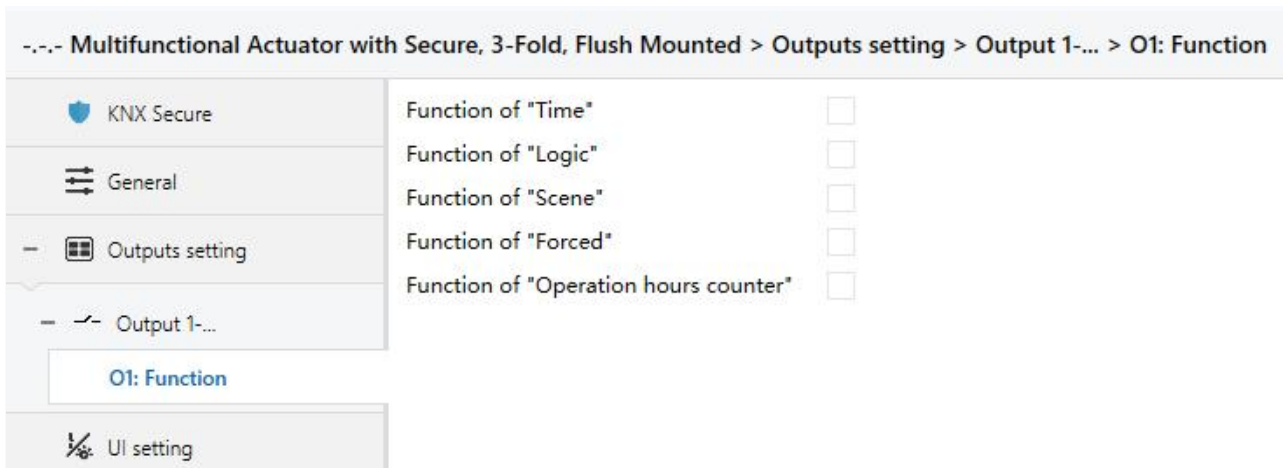 -.-.- Multifunctional Actuator with Secure, 3-Fold, Flush Mounted > Outputs setting > Output 1-... > O1: Function
KNX Secure
General
Outputs setting
Output 1-...
O1: Function
UI setting
Function of "Time"
Function of "Logic"
Function of "Scene"
Function of "Forced"
Function of "Operation hours counter"